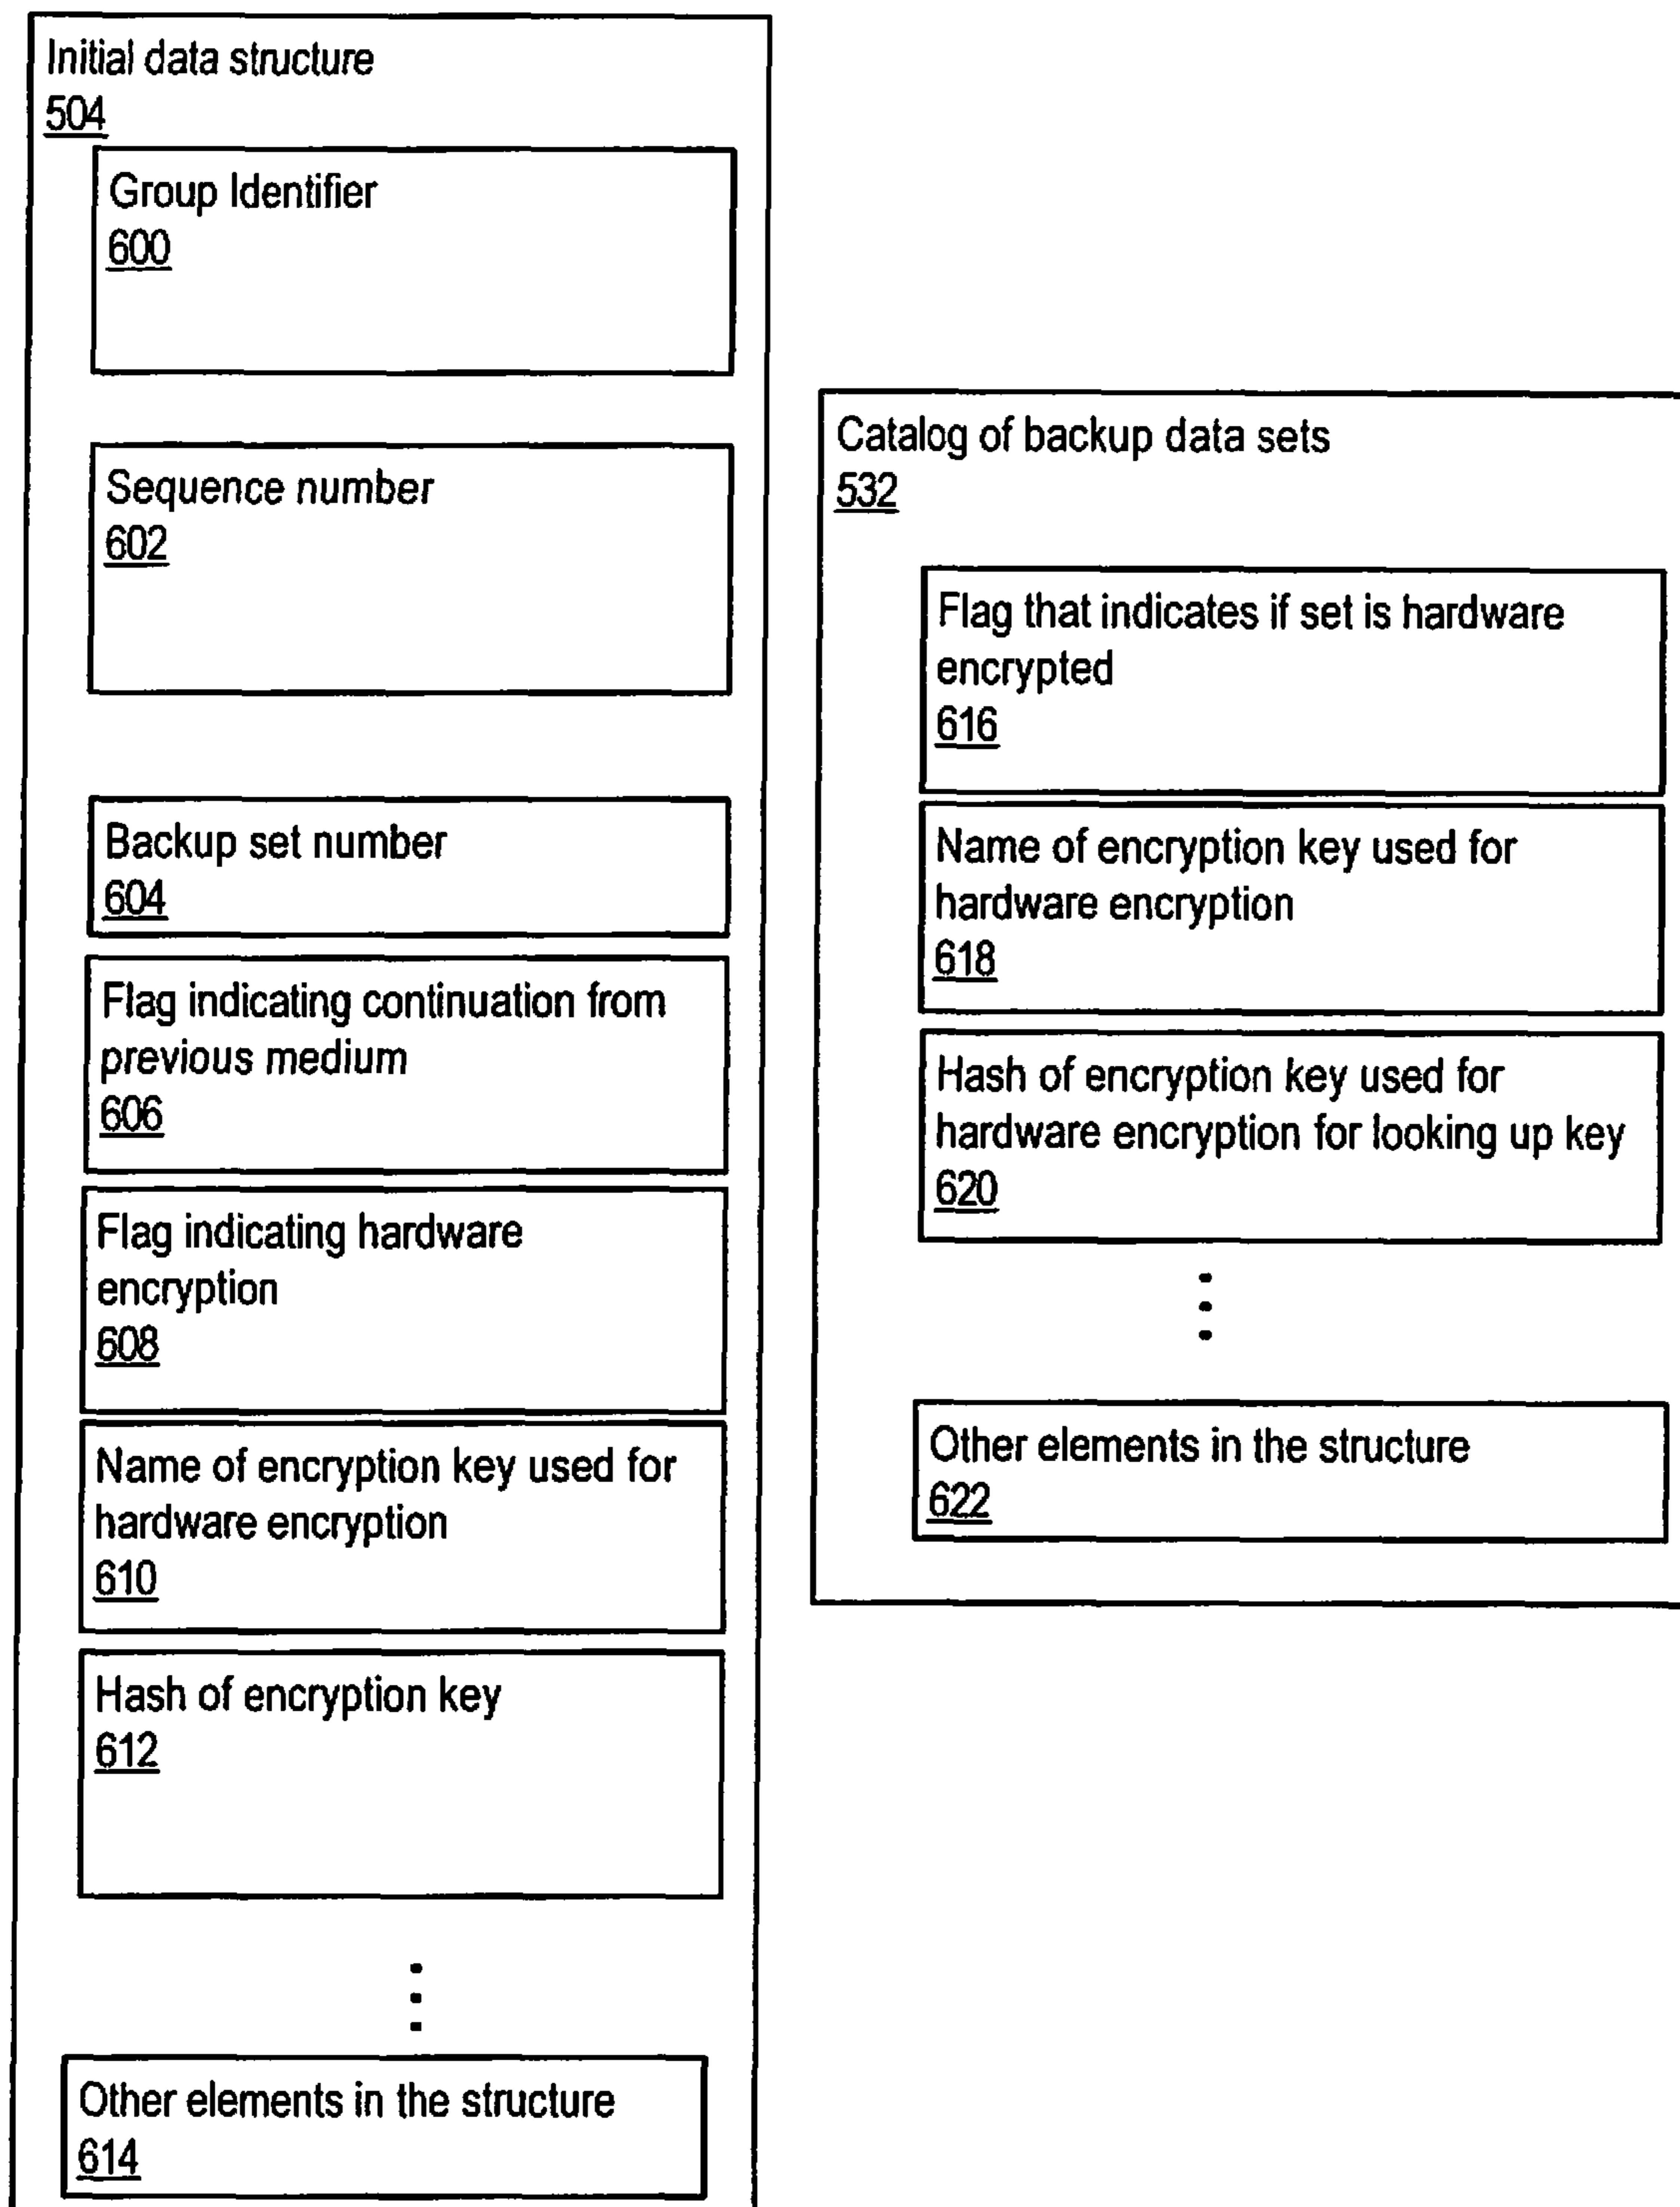 Initial data structure
504
Group Identifier
600
Sequence number
602
Backup set number
604
Flag indicating continuation from
previous medium
606
Flag indicating hardware
encryption
608
Name of encryption key used for
hardware encryption
610
Hash of encryption key
612
Other elements in the structure
614
Catalog of backup data sets
532
Flag that indicates if set is hardware
encrypted
616
Name of encryption key used for
hardware encryption
618
Hash of encryption key used for
hardware encryption for looking up key
620
Other elements in the structure
622